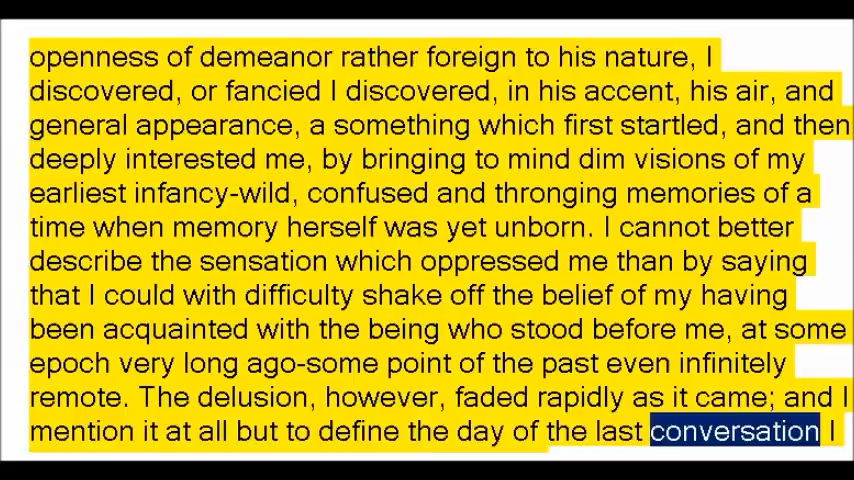 openness of demeanor rather foreign to his nature, I
discovered, or fancied I discovered, in his accent, his air, and
general appearance, a something which first startled, and then
deeply interested me, by bringing to mind dim visions of my
earliest infancy-wild, confused and thronging memories of a
time when memory herself was yet unborn. I cannot better
describe the sensation which oppressed me than by saying
that I could with difficulty shake off the belief of my having
been acquainted with the being who stood before me, at some
epoch very long ago-some point of the past even infinitely
remote. The delusion, however, faded rapidly as it came; and I
mention it at all but to define the day of the last conversation I